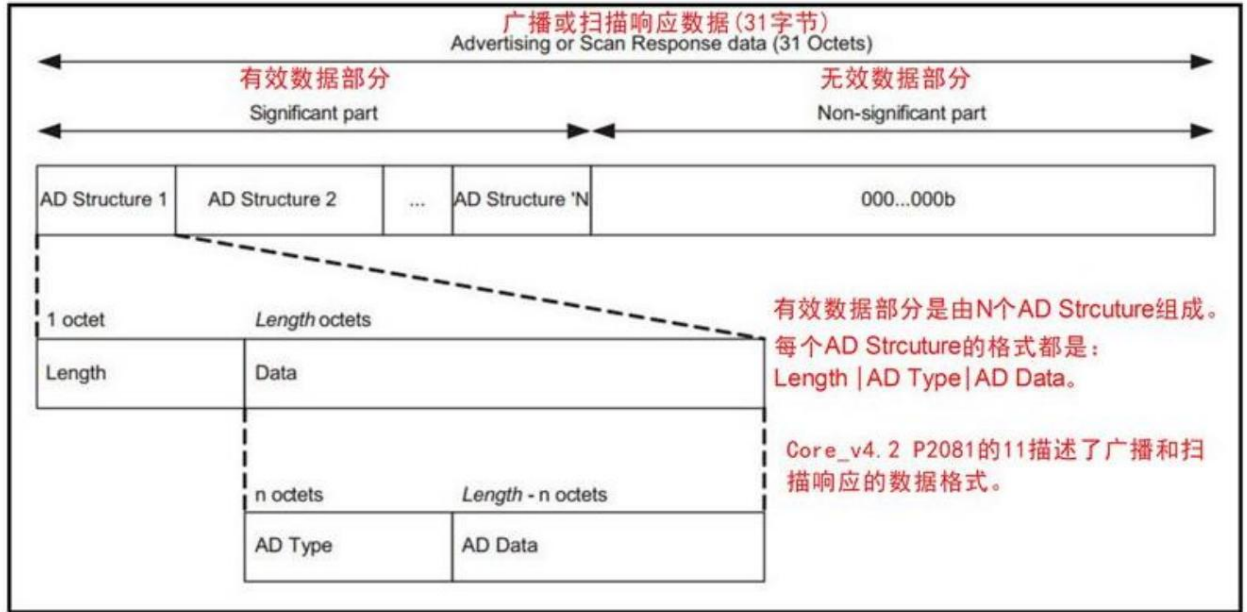 广播或扫描响应数据(31字节)
Advertising or Scan Response data (31 Octets)
有效数据部分
无效数据部分
Significant part
Non-significant part
AD Structure 1
AD Structure 2
...
AD Structure 'N
000...000b
1 octet
Length octets
有效数据部分是由N个AD Strcuture组成。
每个AD Strcuture的格式都是：
Length |AD Type|AD Data。
Length
Data
Core_v4.2 P2081的11描述了广播和扫
描响应的数据格式。
n octets
Length - n octets
AD Type
AD Data